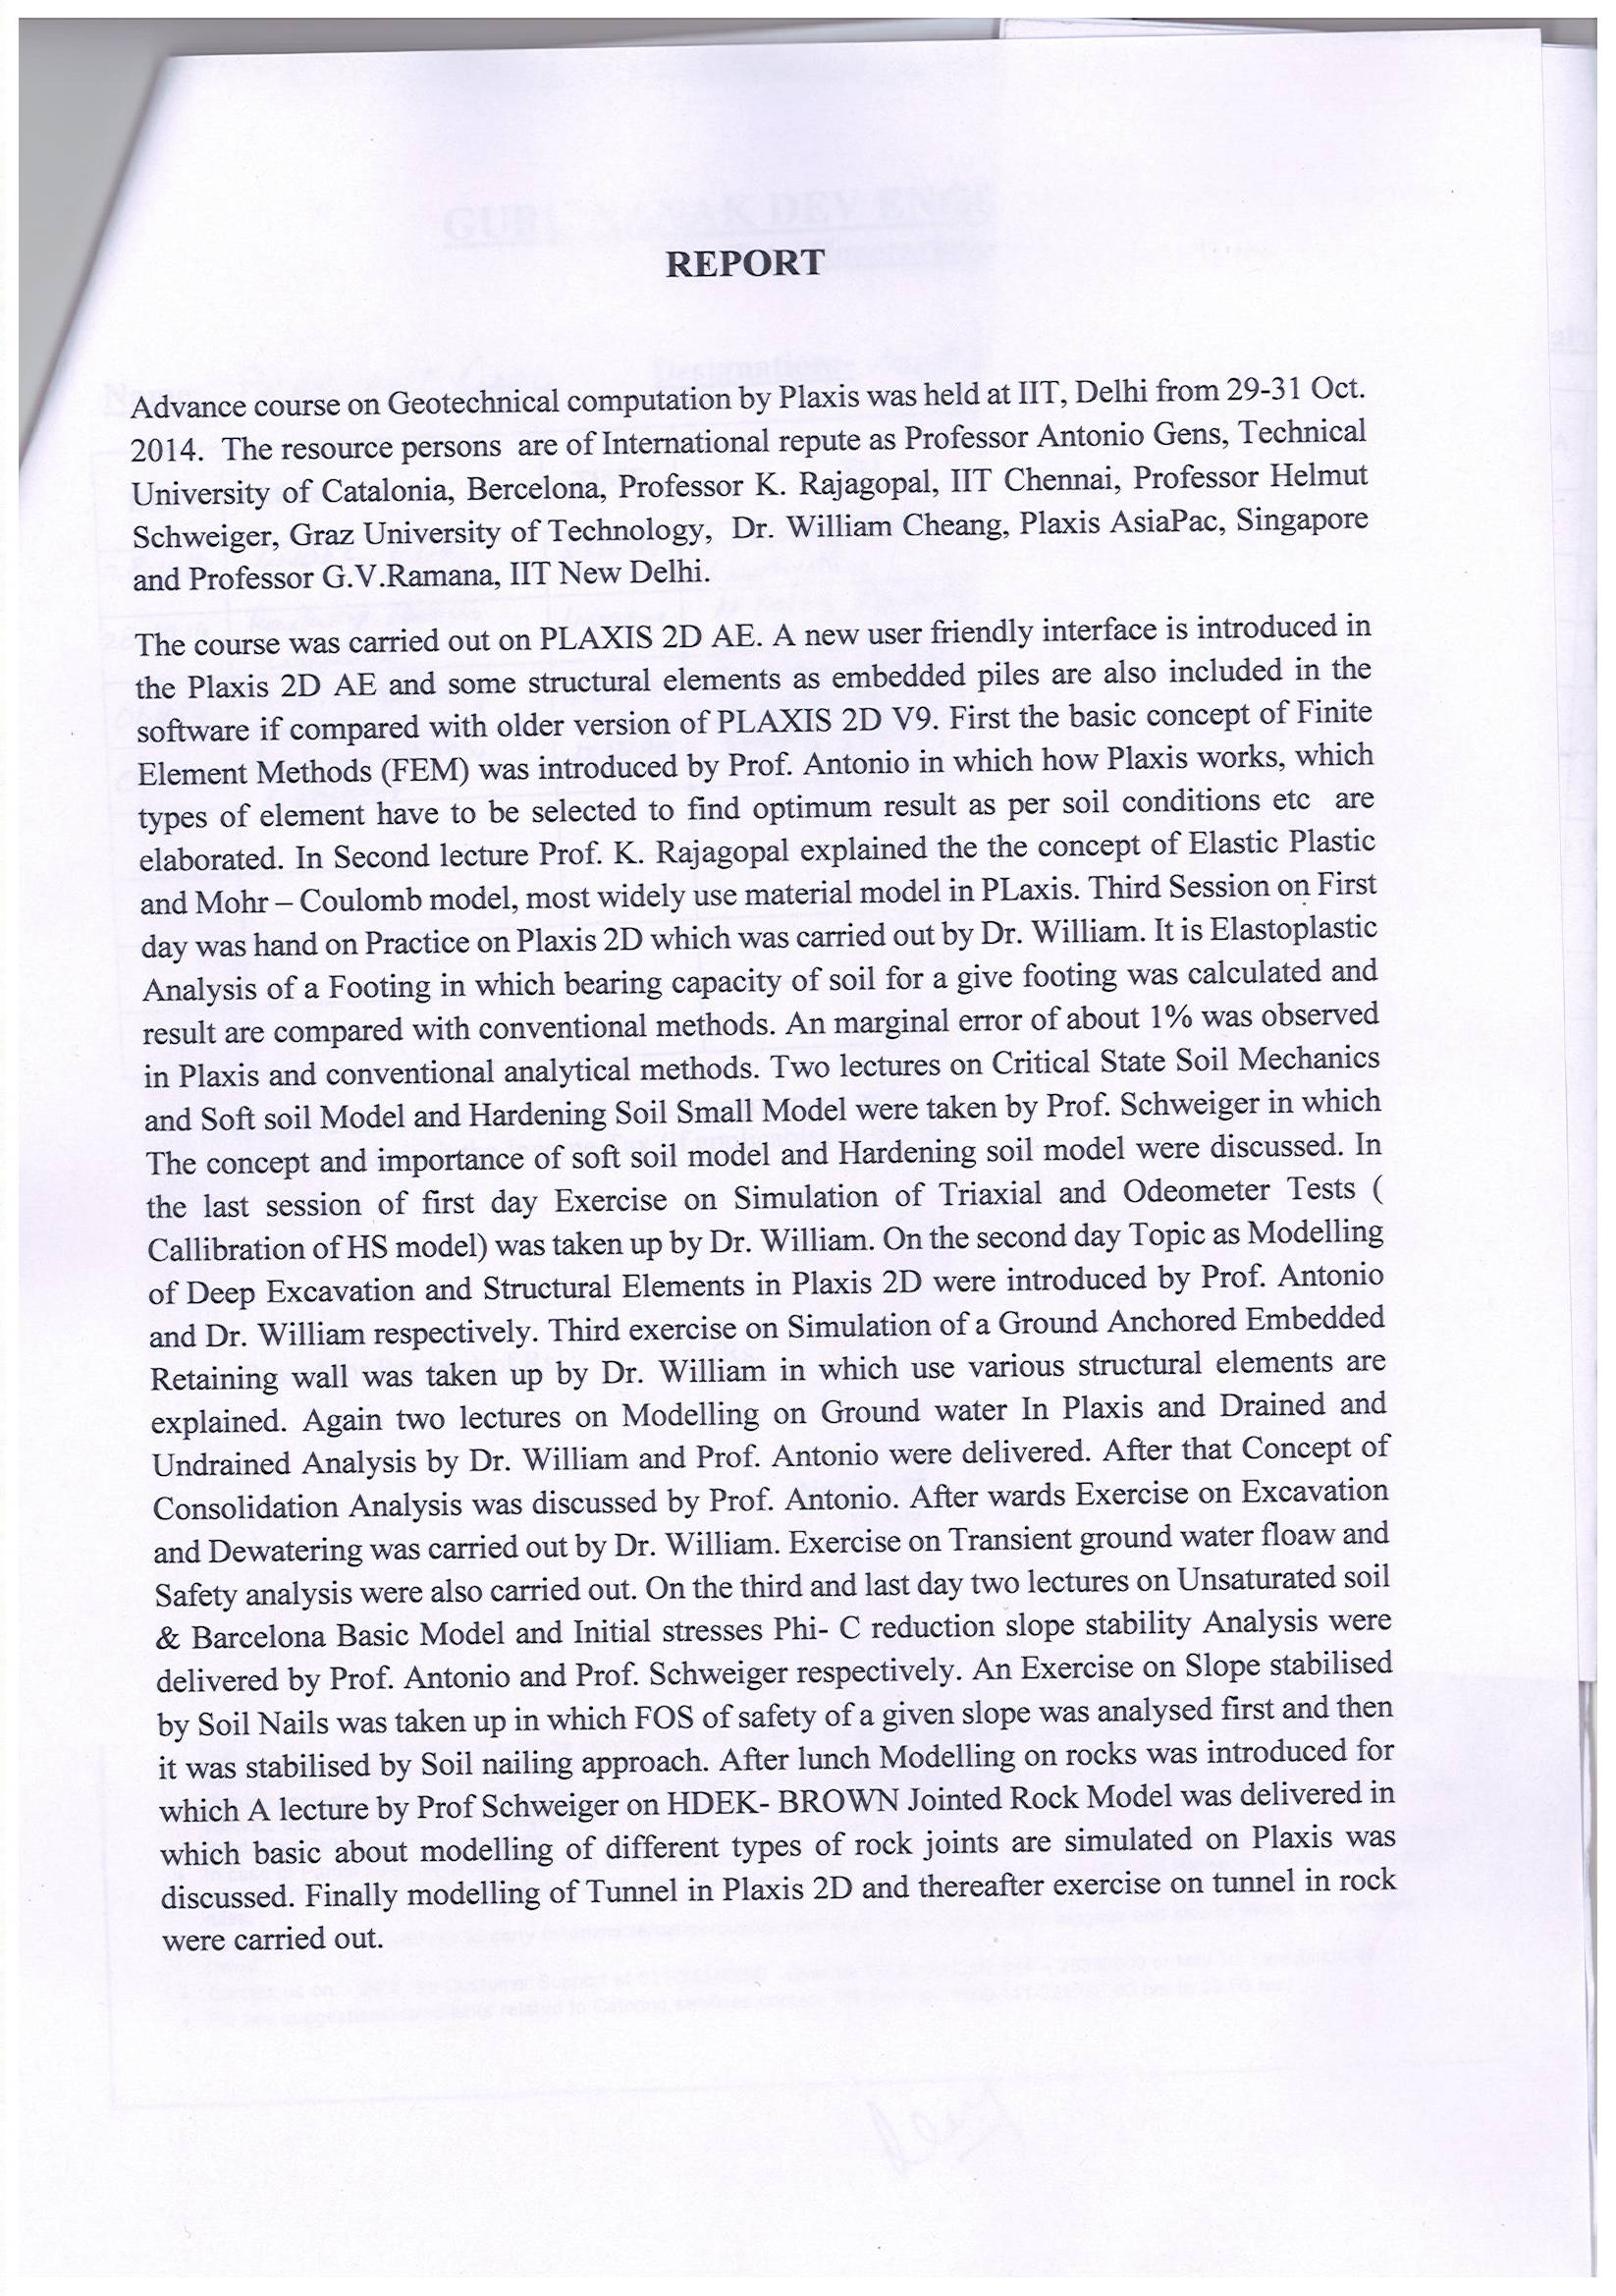 REPORT
Advance course on Geotechnical computation by Plaxis was held at IIT, Delhi from 29-31 Oct.
2014. The resource persons are of International repute as Professor Antonio Gens, Technical
University of Catalonia, Bercelona, Professor K. Rajagopal, IIT Chennai, Professor Helmut
Schweiger, Graz University of Technology, Dr. William Cheang, Plaxis AsiaPac, Singapore
and Professor G.V.Ramana, IIT New Delhi.
The course was carried out on PLAXIS 2D AE. A new user friendly interface is introduced in
the Plaxis 2D AE and some structural elements as embedded piles are also included in the
software if compared with older version of PLAXIS 2D V9. First the basic concept of Finite
Element Methods (FEM) was introduced by Prof. Antonio in which how Plaxis works, which
types of element have to be selected to find optimum result as per soil conditions etc are
elaborated. In Second lecture Prof. K. Rajagopal explained the the concept of Elastic Plastic
and Mohr – Coulomb model, most widely use material model in PLaxis. Third Session on First
day was hand on Practice on Plaxis 2D which was carried out by Dr. William. It is Elastoplastic
Analysis of a Footing in which bearing capacity of soil for a give footing was calculated and
result are compared with conventional methods. An marginal error of about 1% was observed
in Plaxis and conventional analytical methods. Two lectures on Critical State Soil Mechanics
and Soft soil Model and Hardening Soil Small Model were taken by Prof. Schweiger in which
The concept and importance of soft soil model and Hardening soil model were discussed. In
the last session of first day Exercise on Simulation of Triaxial and Odeometer Tests (
Callibration of HS model) was taken up by Dr. William. On the second day Topic as Modelling
of Deep Excavation and Structural Elements in Plaxis 2D were introduced by Prof. Antonio
and Dr. William respectively. Third exercise on Simulation of a Ground Anchored Embedded
Retaining wall was taken up by Dr. William in which use various structural elements are
explained. Again two lectures on Modelling on Ground water In Plaxis and Drained and
Undrained Analysis by Dr. William and Prof. Antonio were delivered. After that Concept of
Consolidation Analysis was discussed by Prof. Antonio. After wards Exercise on Excavation
and Dewatering was carried out by Dr. William. Exercise on Transient ground water floaw and
Safety analysis were also carried out. On the third and last day two lectures on Unsaturated soil
& Barcelona Basic Model and Initial stresses Phi- C reduction slope stability Analysis were
delivered by Prof. Antonio and Prof. Schweiger respectively. An Exercise on Slope stabilised
by Soil Nails was taken up in which FOS of safety of a given slope was analysed first and then
it was stabilised by Soil nailing approach. After lunch Modelling on rocks was introduced for
which A lecture by Prof Schweiger on HDEK- BROWN Jointed Rock Model was delivered in
which basic about modelling of different types of rock joints are simulated on Plaxis was
discussed. Finally modelling of Tunnel in Plaxis 2D and thereafter exercise on tunnel in rock
were carried out.